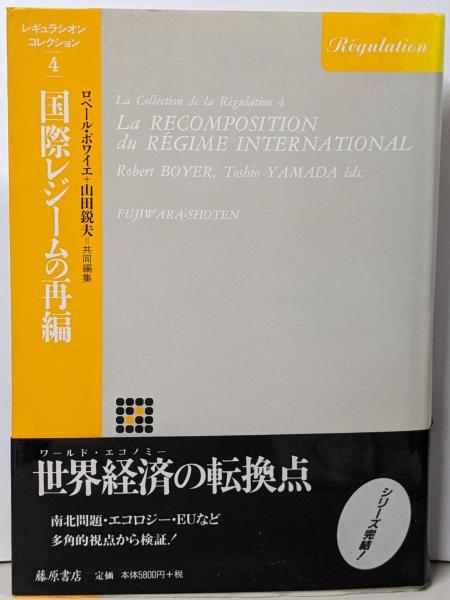 レギュラシオン
コレクション
4
国際レジームの再編
ロベール・ボワイエ+山田鋭夫=共同編集
Régulation
La Collection de la Régulation 4
La RECOMPOSITION
du RÉGIME INTERNATIONAL
Robert BOYER, Toshio YAMADA éds.
FUJIWARA-SHOTEN
ワールド・エコノミー
世界経済の転換点
南北問題・エコロジー・EUなど
多角的視点から検証!
シリーズ完結!
藤原書店 定価 本体5800円+税